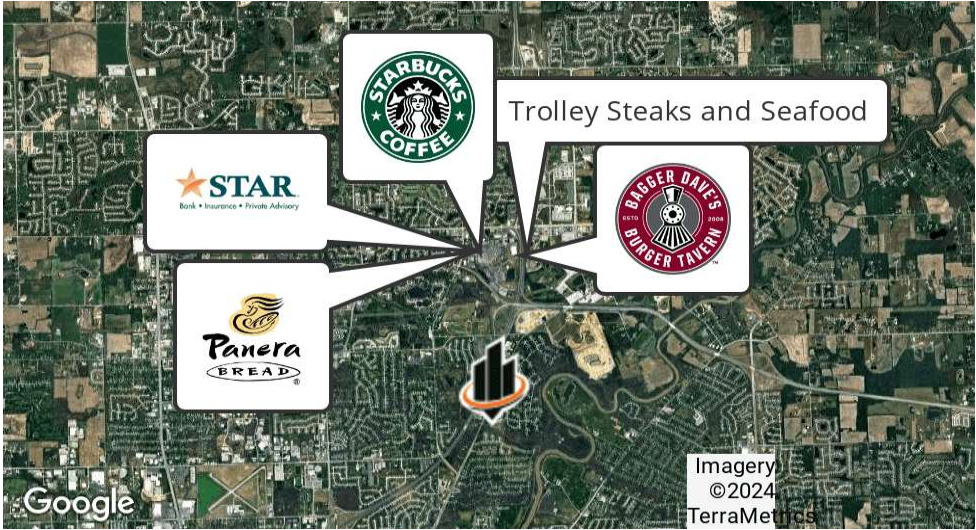 STARBUCKS
COFFEE
Trolley Steaks and Seafood
STAR
Bank • Insurance • Private Advisory
BAGGER DAVE'S
ESTD 2008
BURGER TAVERN
TM
Panera
BREAD
®
Imagery
©2024
TerraMetrics
Google